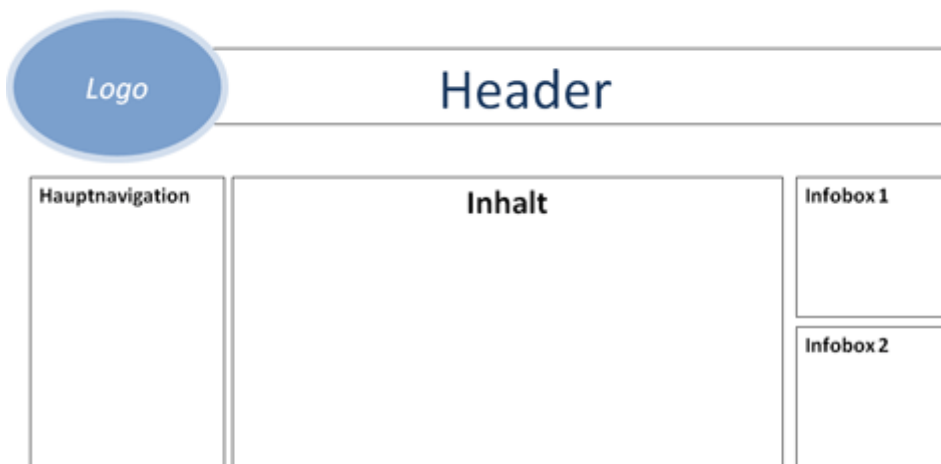 Logo
Header
Hauptnavigation
Inhalt
Infobox 1
Infobox 2